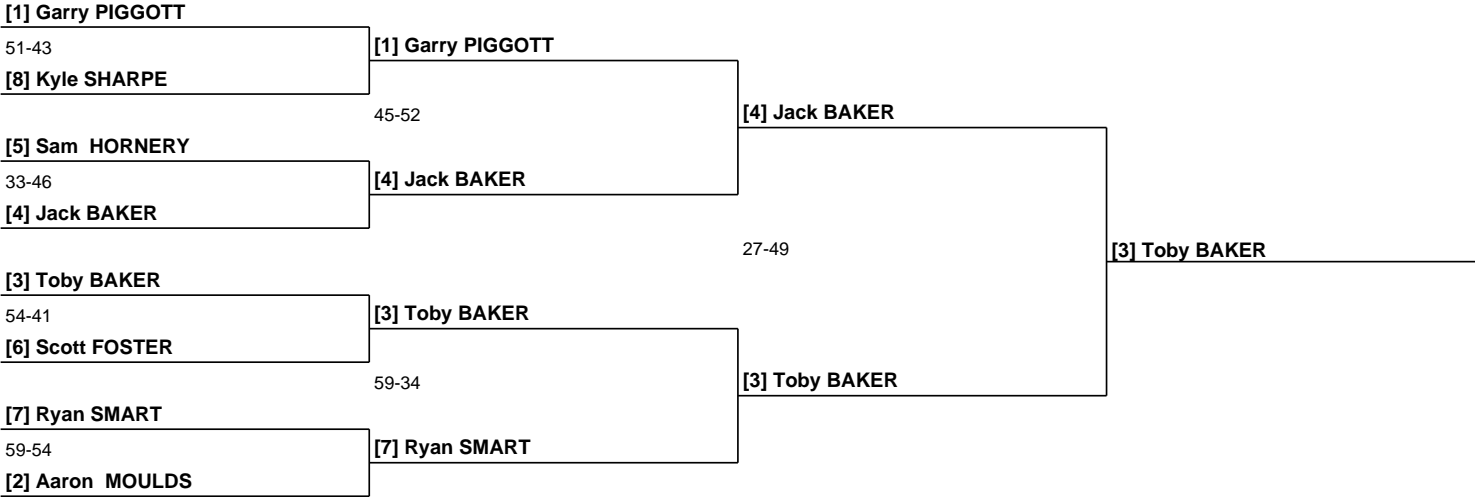 [1] Garry PIGGOTT
51-43
[8] Kyle SHARPE
[1] Garry PIGGOTT
45-52
[5] Sam  HORNERY
33-46
[4] Jack BAKER
[4] Jack BAKER
[4] Jack BAKER
27-49
[3] Toby BAKER
54-41
[6] Scott FOSTER
[3] Toby BAKER
59-34
[7] Ryan SMART
59-54
[2] Aaron  MOULDS
[7] Ryan SMART
[3] Toby BAKER
[3] Toby BAKER